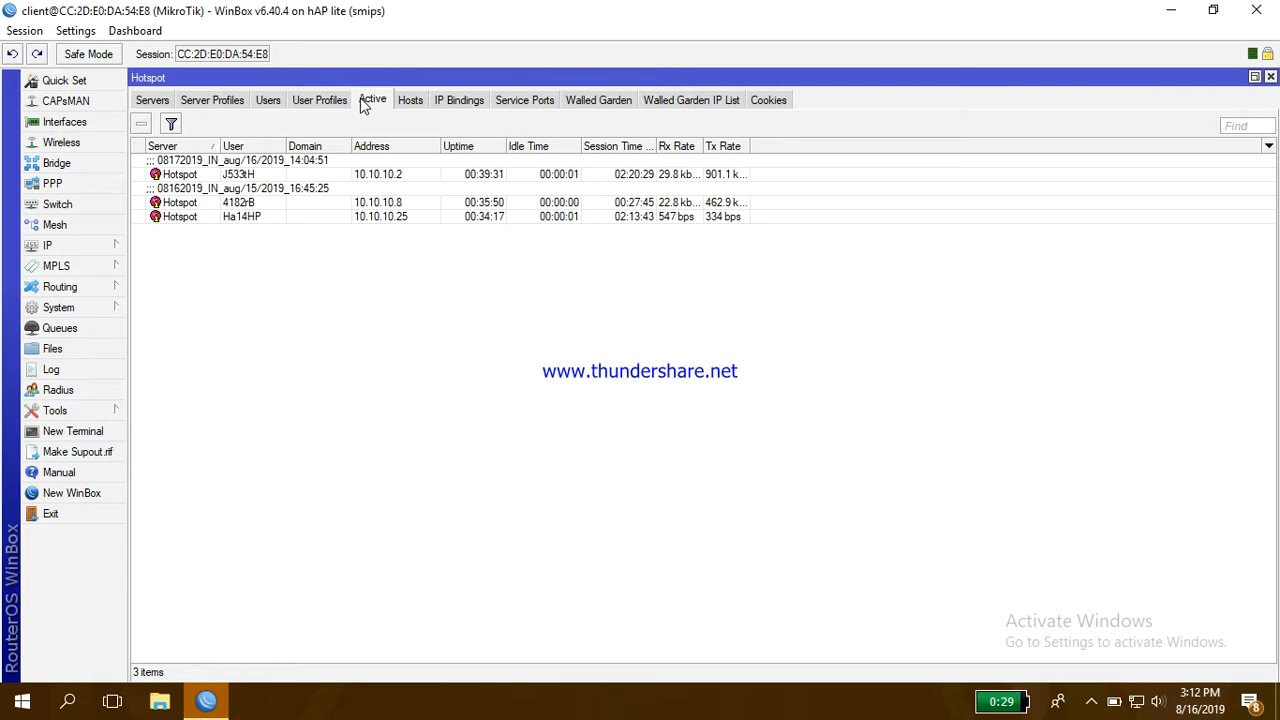 client@CC:2D:E0:DA:54:E8 (MikroTik) - WinBox v6.40.4 on hAP lite (smips)
Session Settings Dashboard
Safe Mode Session: CC:2D:E0:DA:54:E8
Hotspot
Servers Server Profiles Users User Profiles Active Hosts IP Bindings Service Ports Walled Garden Walled Garden IP List Cookies
Find
Server User Domain Address Uptime Idle Time Session Time ... Rx Rate Tx Rate
::: 08172019_IN_aug/16/2019_14:04:51
Hotspot J533tH 10.10.10.2 00:39:31 00:00:01 02:20:29 29.8 kb... 901.1 k...
::: 08162019_IN_aug/15/2019_16:45:25
Hotspot 4182rB 10.10.10.8 00:35:50 00:00:00 00:27:45 22.8 kb... 462.9 k...
Hotspot Ha14HP 10.10.10.25 00:34:17 00:00:01 02:13:43 547 bps 334 bps
Quick Set
CAPsMAN
Interfaces
Wireless
Bridge
PPP
Switch
Mesh
IP
MPLS
Routing
System
Queues
Files
Log
Radius
Tools
New Terminal
Make Supout.rif
Manual
New WinBox
Exit
RouterOS WinBox
www.thundershare.net
Activate Windows
Go to Settings to activate Windows.
3 items
0:29
3:12 PM
8/16/2019
8